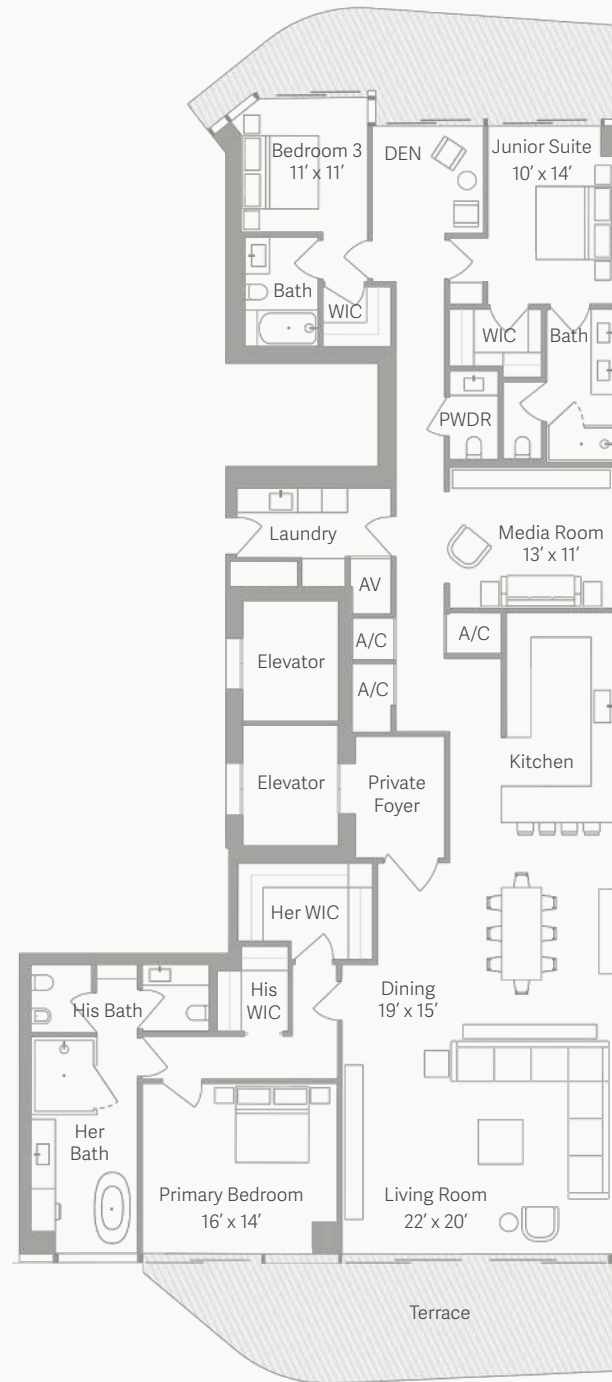 Bedroom 3
11’ x 11’
DEN
Junior Suite
10’ x 14’
Bath
WIC
WIC
Bath
PWDR
Laundry
Media Room
13’ x 11’
AV
A/C
A/C
A/C
Elevator
Elevator
Private
Foyer
Kitchen
Her WIC
His
WIC
His Bath
Dining
19’ x 15’
Her
Bath
Primary Bedroom
16’ x 14’
Living Room
22’ x 20’
Terrace